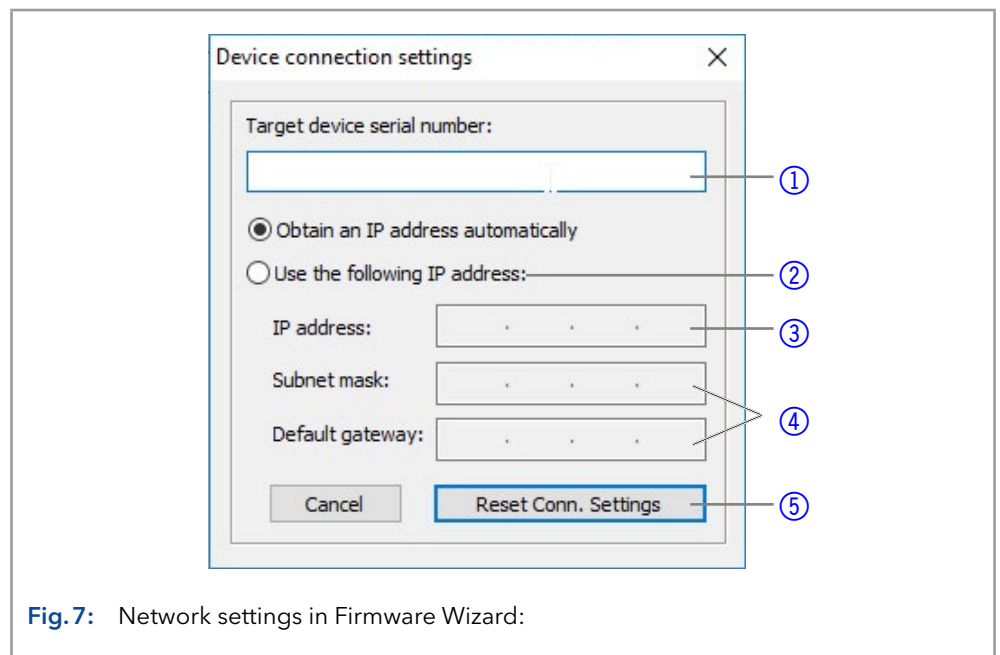 Device connection settings
Target device serial number:
①
Obtain an IP address automatically
Use the following IP address: ②
IP address: . . . ③
Subnet mask: . . .
④
Default gateway: . . .
Cancel Reset Conn. Settings ⑤
Fig. 7: Network settings in Firmware Wizard: